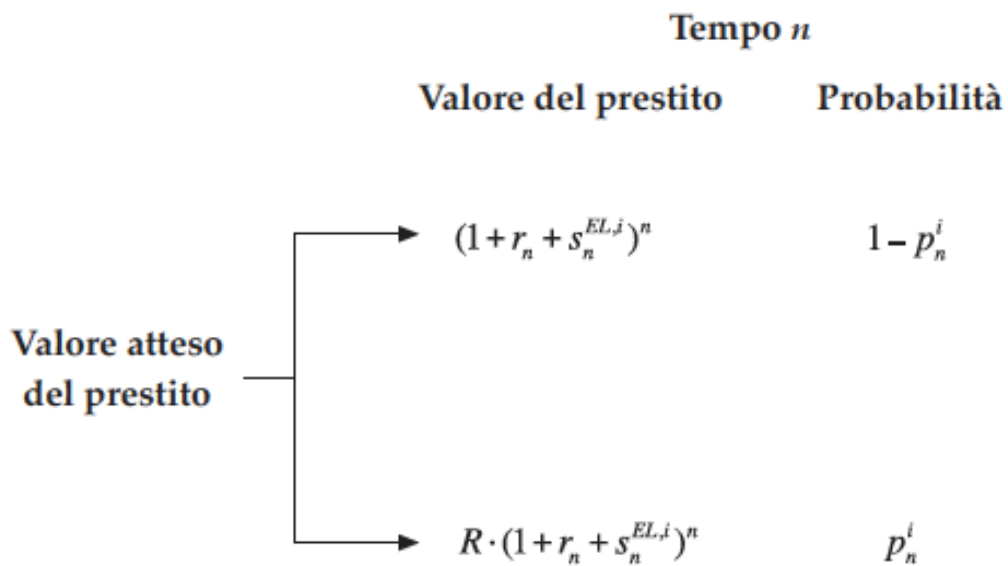 Tempo n
Valore del prestito Probabilità
(1 + r_n + s_n^{EL,i})^n 1 – p_n^i
Valore atteso
del prestito
R · (1 + r_n + s_n^{EL,i})^n p_n^i